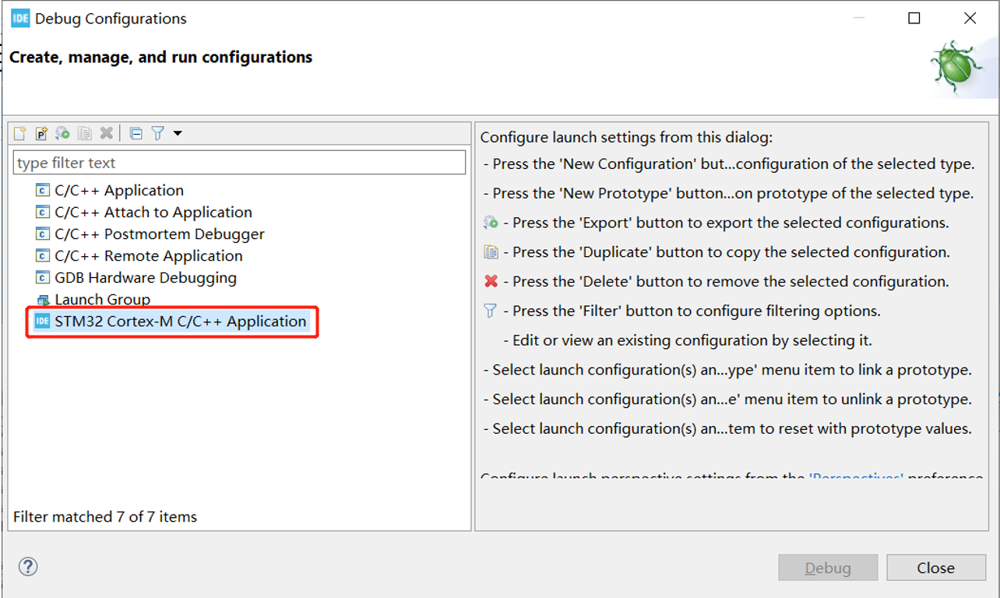 IDE Debug Configurations
Create, manage, and run configurations
type filter text
C/C++ Application
C/C++ Attach to Application
C/C++ Postmortem Debugger
C/C++ Remote Application
GDB Hardware Debugging
Launch Group
IDE STM32 Cortex-M C/C++ Application
Filter matched 7 of 7 items
Configure launch settings from this dialog:
- Press the 'New Configuration' but...configuration of the selected type.
- Press the 'New Prototype' button...on prototype of the selected type.
- Press the 'Export' button to export the selected configurations.
- Press the 'Duplicate' button to copy the selected configuration.
- Press the 'Delete' button to remove the selected configuration.
- Press the 'Filter' button to configure filtering options.
- Edit or view an existing configuration by selecting it.
- Select launch configuration(s) an...ype' menu item to link a prototype.
- Select launch configuration(s) an...e' menu item to unlink a prototype.
- Select launch configuration(s) an...tem to reset with prototype values.
Configure launch perspective settings from the 'Perspectives' preference
Debug
Close